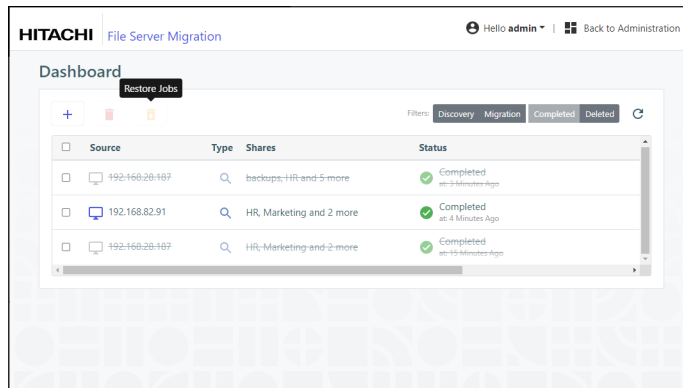 HITACHI File Server Migration Hello admin | Back to Administration
Dashboard
Restore Jobs
+ Filters: Discovery Migration Completed Deleted
Source Type Shares Status
192.168.28.187 backups, HR and 5 more Completed
at: 3 Minutes Ago
192.168.82.91 HR, Marketing and 2 more Completed
at: 4 Minutes Ago
192.168.28.187 HR, Marketing and 2 more Completed
at: 15 Minutes Ago